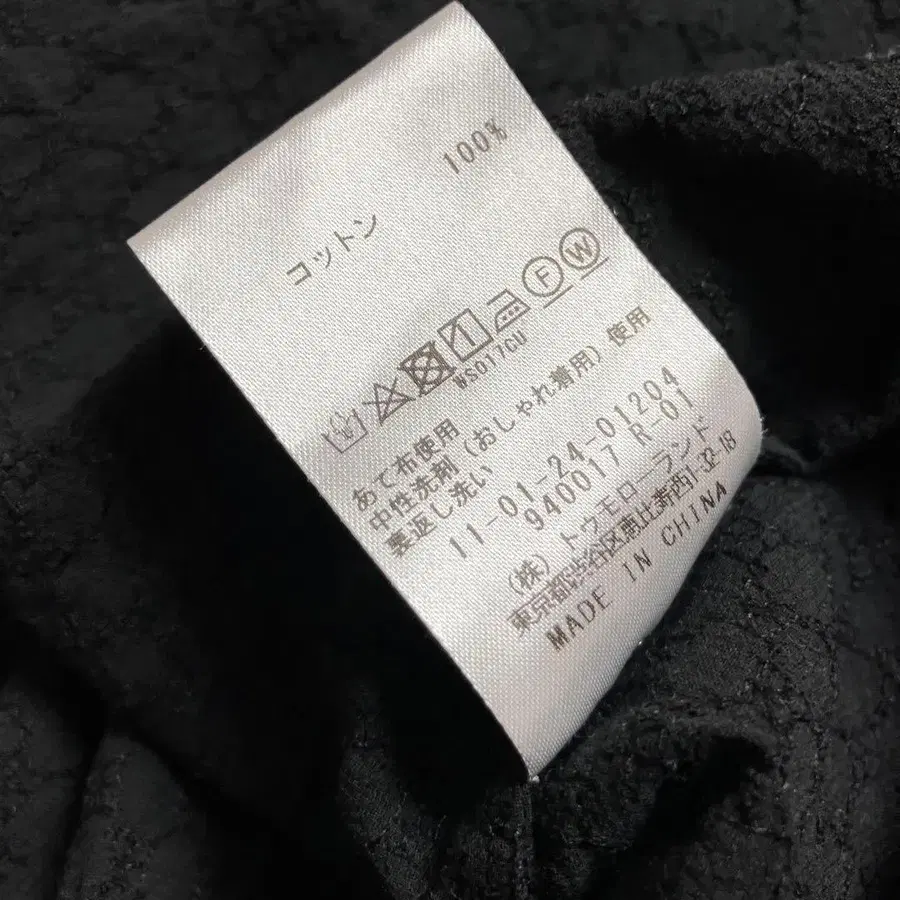 コットン 100%
F W
WS017CU
あて布使用
中性洗剤（おしゃれ着用）使用
裏返し洗い
11-01-24-01204
940017 R-01
（株）トゥモローランド
東京都渋谷区恵比新西1-32-18
MADE IN CHINA